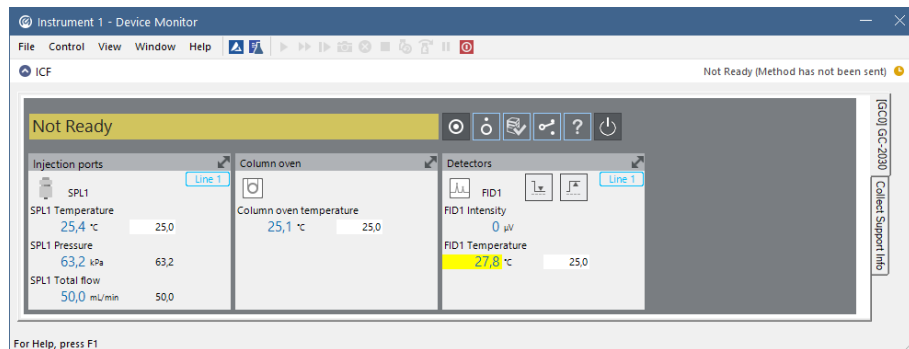 Instrument 1 - Device Monitor
File Control View Window Help
ICF
Not Ready (Method has not been sent)
Not Ready
?
[GC0] GC-2030
Collect Support Info
Injection ports
Line 1
SPL1
SPL1 Temperature
25,4 °C 25,0
SPL1 Pressure
63,2 kPa 63,2
SPL1 Total flow
50,0 mL/min 50,0
Column oven
Column oven temperature
25,1 °C 25,0
Detectors
Line 1
FID1
FID1 Intensity
0 µV
FID1 Temperature
27,8 °C 25,0
For Help, press F1